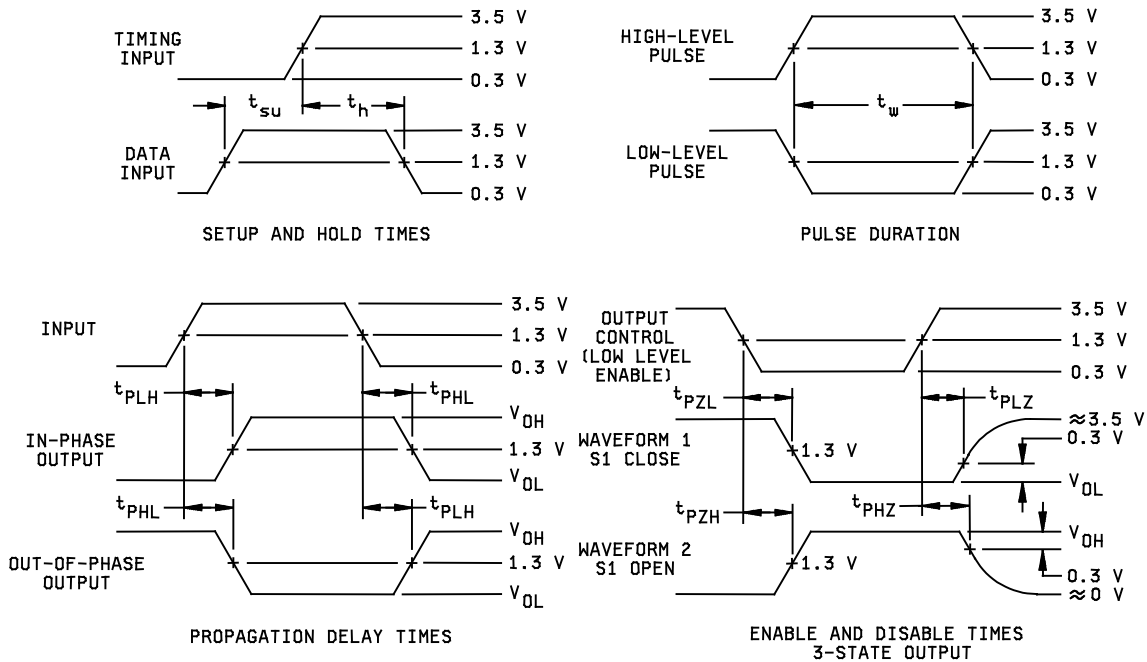 TIMING
INPUT
3.5 V
1.3 V
0.3 V
t_su
t_h
DATA
INPUT
3.5 V
1.3 V
0.3 V
SETUP AND HOLD TIMES
HIGH-LEVEL
PULSE
3.5 V
1.3 V
0.3 V
t_w
LOW-LEVEL
PULSE
3.5 V
1.3 V
0.3 V
PULSE DURATION
INPUT
3.5 V
1.3 V
0.3 V
t_PLH
t_PHL
IN-PHASE
OUTPUT
V_OH
1.3 V
V_OL
t_PHL
t_PLH
OUT-OF-PHASE
OUTPUT
V_OH
1.3 V
V_OL
PROPAGATION DELAY TIMES
OUTPUT
CONTROL
(LOW LEVEL
ENABLE)
3.5 V
1.3 V
0.3 V
t_PZL
t_PLZ
WAVEFORM 1
S1 CLOSE
1.3 V
≈3.5 V
0.3 V
V_OL
t_PZH
t_PHZ
WAVEFORM 2
S1 OPEN
1.3 V
V_OH
0.3 V
≈0 V
ENABLE AND DISABLE TIMES
3-STATE OUTPUT